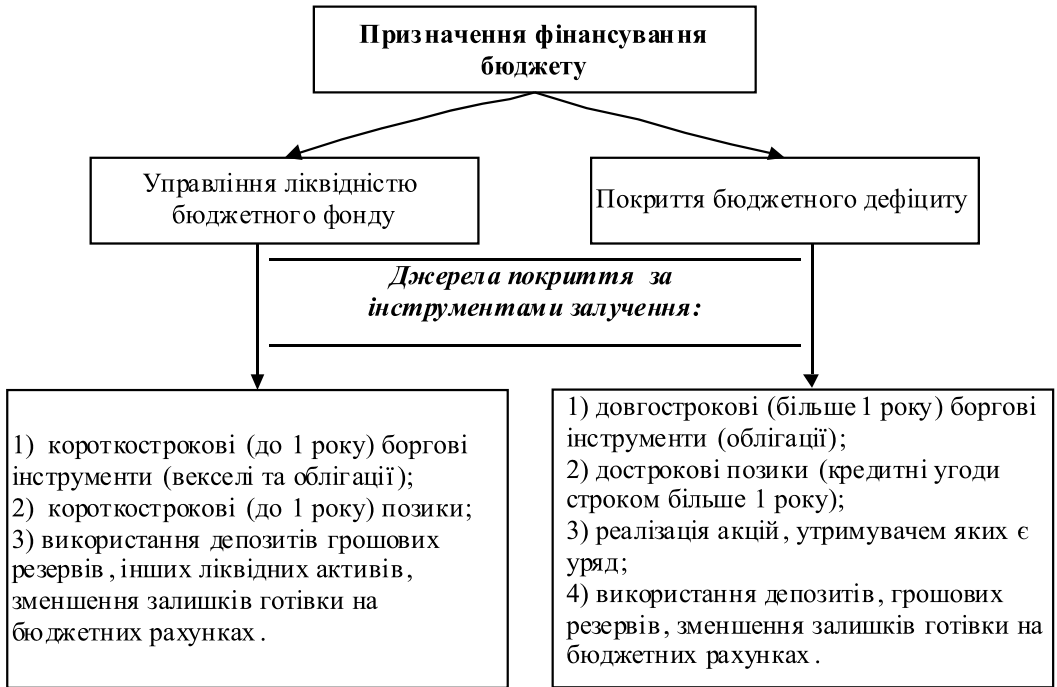 Призначення фінансування
бюджету
Управління ліквідністю
бюджетного фонду
Покриття бюджетного дефіциту
Джерела покриття за
інструментами залучення:
1) короткострокові (до 1 року) боргові
інструменти (векселі та облігації);
2) короткострокові (до 1 року) позики;
3) використання депозитів грошових
резервів, інших ліквідних активів,
зменшення залишків готівки на
бюджетних рахунках.
1) довгострокові (більше 1 року) боргові
інструменти (облігації);
2) дострокові позики (кредитні угоди
строком більше 1 року);
3) реалізація акцій, утримувачем яких є
уряд;
4) використання депозитів, грошових
резервів, зменшення залишків готівки на
бюджетних рахунках.